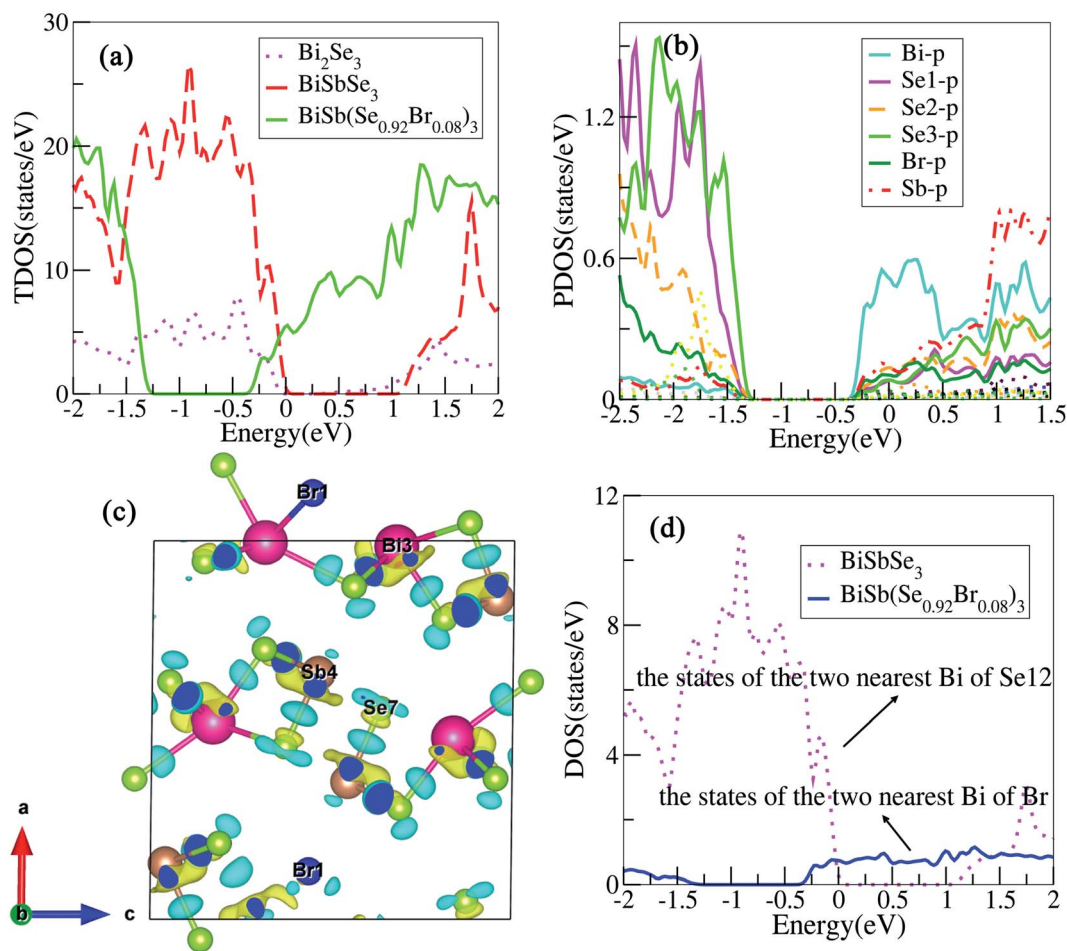 (a)
TDOS(states/eV)
30
20
10
0
Bi₂Se₃
BiSbSe₃
BiSb(Se₀.₉₂Br₀.₀₈)₃
-2 -1.5 -1 -0.5 0 0.5 1 1.5 2
Energy(eV)
(b)
PDOS(states/eV)
1.2
0.6
0
Bi-p
Se1-p
Se2-p
Se3-p
Br-p
Sb-p
-2.5 -2 -1.5 -1 -0.5 0 0.5 1 1.5
Energy(eV)
(c)
Br1
Bi3
Sb4
Se7
Br1
a
b
c
(d)
DOS(states/eV)
12
8
4
0
BiSbSe₃
BiSb(Se₀.₉₂Br₀.₀₈)₃
the states of the two nearest Bi of Se12
the states of the two nearest Bi of Br
-2 -1.5 -1 -0.5 0 0.5 1 1.5 2
Energy(eV)